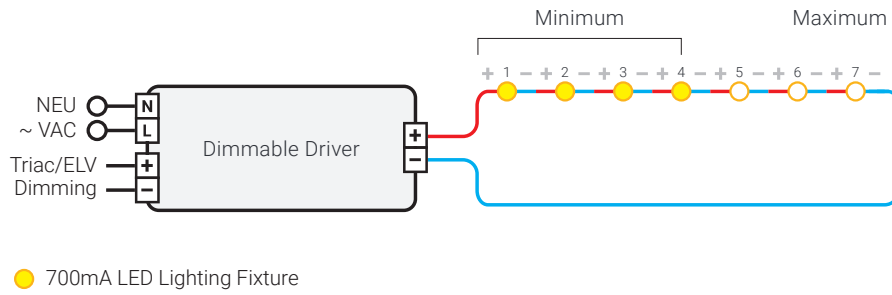 Minimum Maximum
+ 1 − + 2 − + 3 − + 4 − + 5 − + 6 − + 7 −
NEU N
~ VAC L
Triac/ELV +
Dimming −
Dimmable Driver
+
−
700mA LED Lighting Fixture